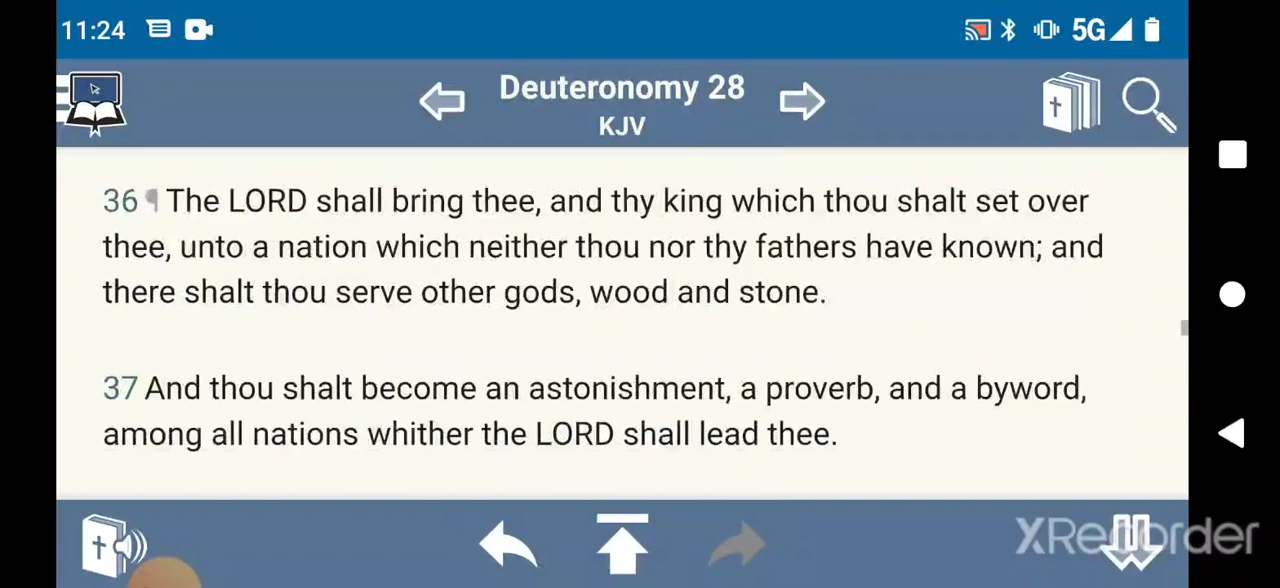 11:24
5G
Deuteronomy 28
KJV
36 ¶ The LORD shall bring thee, and thy king which thou shalt set over
thee, unto a nation which neither thou nor thy fathers have known; and
there shalt thou serve other gods, wood and stone.
37 And thou shalt become an astonishment, a proverb, and a byword,
among all nations whither the LORD shall lead thee.
XRecorder